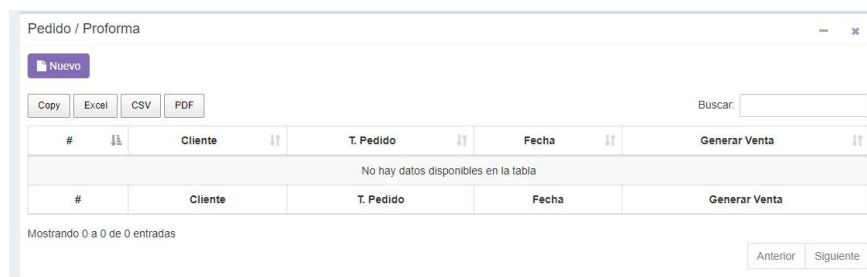 Pedido / Proforma
Nuevo
Copy Excel CSV PDF Buscar:
# Cliente T. Pedido Fecha Generar Venta
No hay datos disponibles en la tabla
# Cliente T. Pedido Fecha Generar Venta
Mostrando 0 a 0 de 0 entradas
Anterior Siguiente